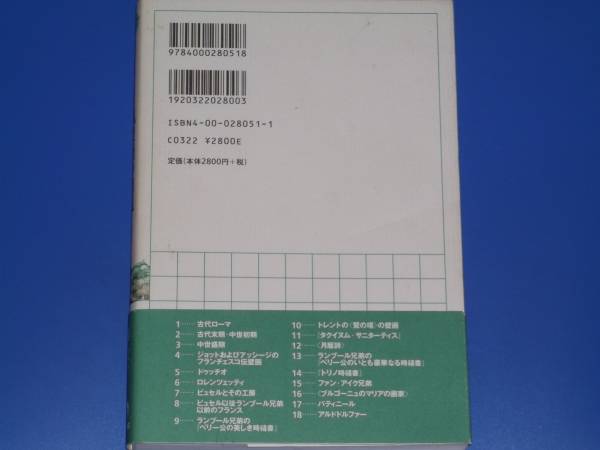 9784000280518
1920322028003
ISBN4-00-028051-1
C0322 ¥2800E
定価(本体2800円+税)
1……古代ローマ
2……古代末期・中世初期
3……中世盛期
4……ジョットおよびアッシージの
フランチェスコ伝壁画
5……ドゥッチオ
6……ロレンツェッティ
7……ピュセルとその工房
8……ピュセル以後ランブール兄弟
以前のフランス
9……ランブール兄弟の
『ベリー公の美しき時祷書』
10……トレントの〈鷲の塔〉の壁画
11……『タクイヌム・サニターティス』
12……〈月暦詩〉
13……ランブール兄弟の
『ベリー公のいとも豪華なる時祷書』
14……『トリノ時祷書』
15……ファン・アイク兄弟
16……〈ブルゴーニュのマリアの画家〉
17……パティニール
18……アルトドルファー